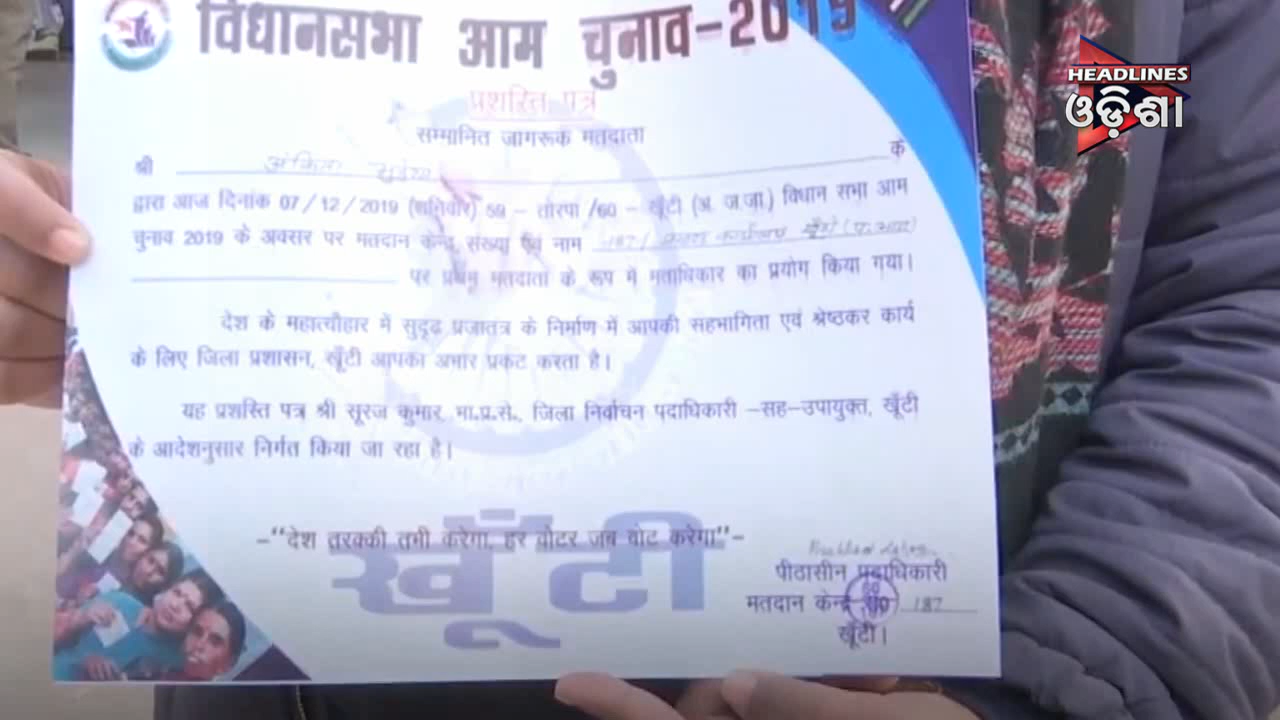 विधानसभा आम चुनाव-2019
HEADLINES
ଓଡ଼ିଶା
प्रशस्ति पत्र
सम्मानित जागरूक मतदाता
श्री के
द्वारा आज दिनांक 07/12/2019 (शनिवार) 59 - तोरपा /60 - खूँटी (अ. ज.जा.) विधान सभा आम
चुनाव 2019 के अवसर पर मतदान केन्द्र संख्या एवं नाम 187/
पर प्रथम मतदाता के रूप में मताधिकार का प्रयोग किया गया।
देश के महात्यौहार में सुदृढ़ प्रजातंत्र के निर्माण में आपकी सहभागिता एवं श्रेष्ठकर कार्य
के लिए जिला प्रशासन, खूँटी आपका अभार प्रकट करता है।
यह प्रशस्ति पत्र श्री सूरज कुमार, भा.प्र.से., जिला निर्वाचन पदाधिकारी -सह-उपायुक्त, खूँटी
के आदेशनुसार निर्गत किया जा रहा है।
-"देश तरक्की तभी करेगा, हर वोटर जब वोट करेगा"-
खूँटी
पीठासीन पदाधिकारी
मतदान केन्द्र 187
खूँटी।